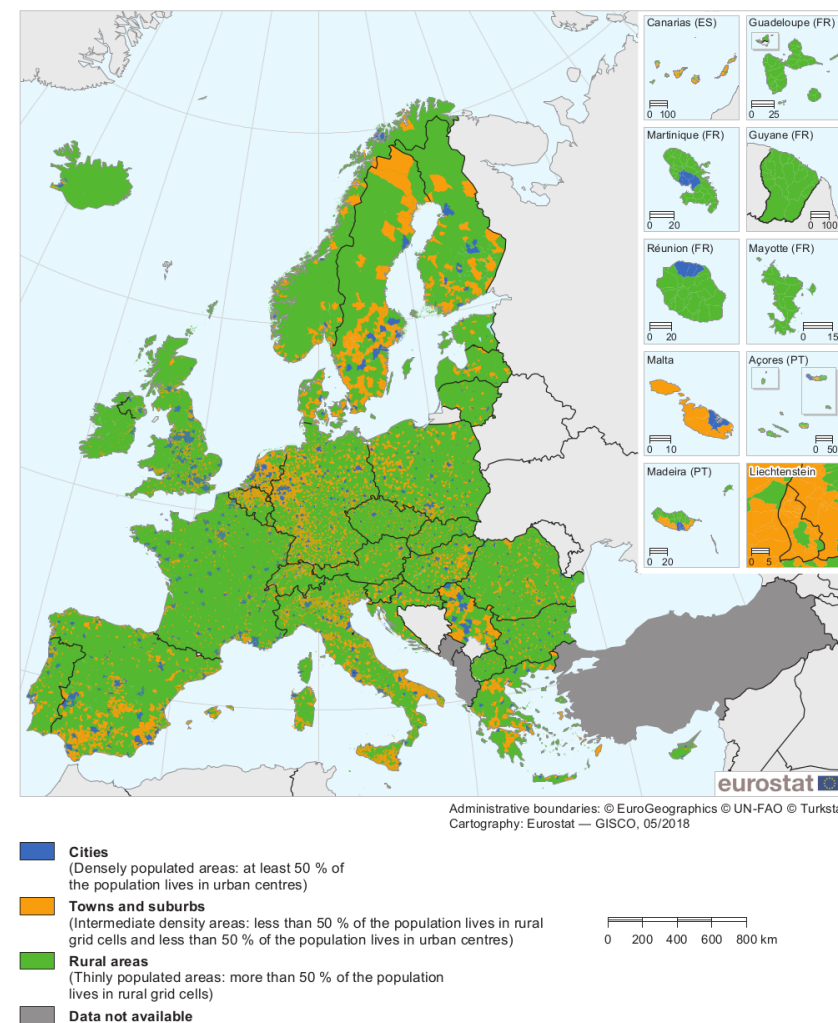 Canarias (ES)
0 100
Guadeloupe (FR)
0 25
Martinique (FR)
0 20
Guyane (FR)
0 100
Réunion (FR)
0 20
Mayotte (FR)
0 15
Malta
0 10
Açores (PT)
0 50
Madeira (PT)
0 20
Liechtenstein
0 5
eurostat
Administrative boundaries: © EuroGeographics © UN-FAO © Turksta
Cartography: Eurostat — GISCO, 05/2018
Cities
(Densely populated areas: at least 50 % of
the population lives in urban centres)
Towns and suburbs
(Intermediate density areas: less than 50 % of the population lives in rural
grid cells and less than 50 % of the population lives in urban centres)
0 200 400 600 800 km
Rural areas
(Thinly populated areas: more than 50 % of the population
lives in rural grid cells)
Data not available